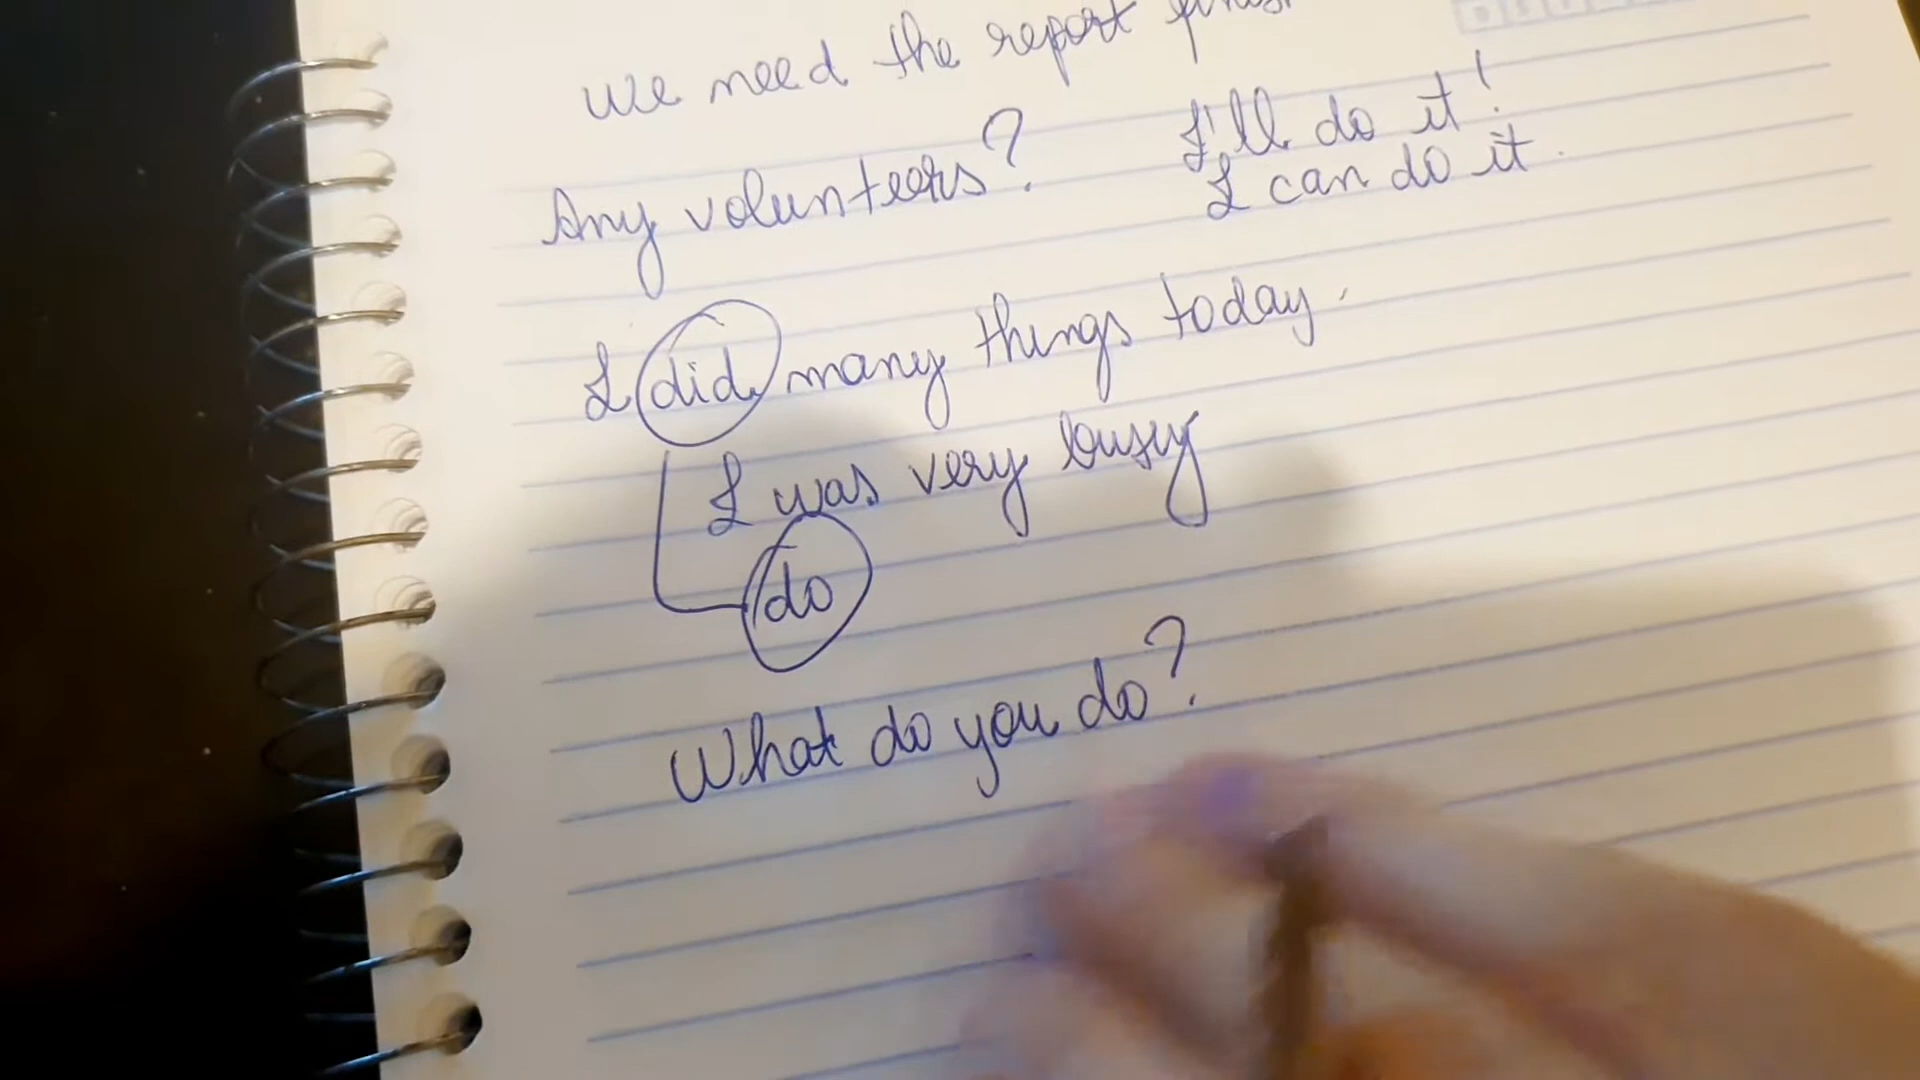 We need the report
Any volunteers? I'll do it!
I can do it.
I did many things today.
I was very busy
do
What do you do?